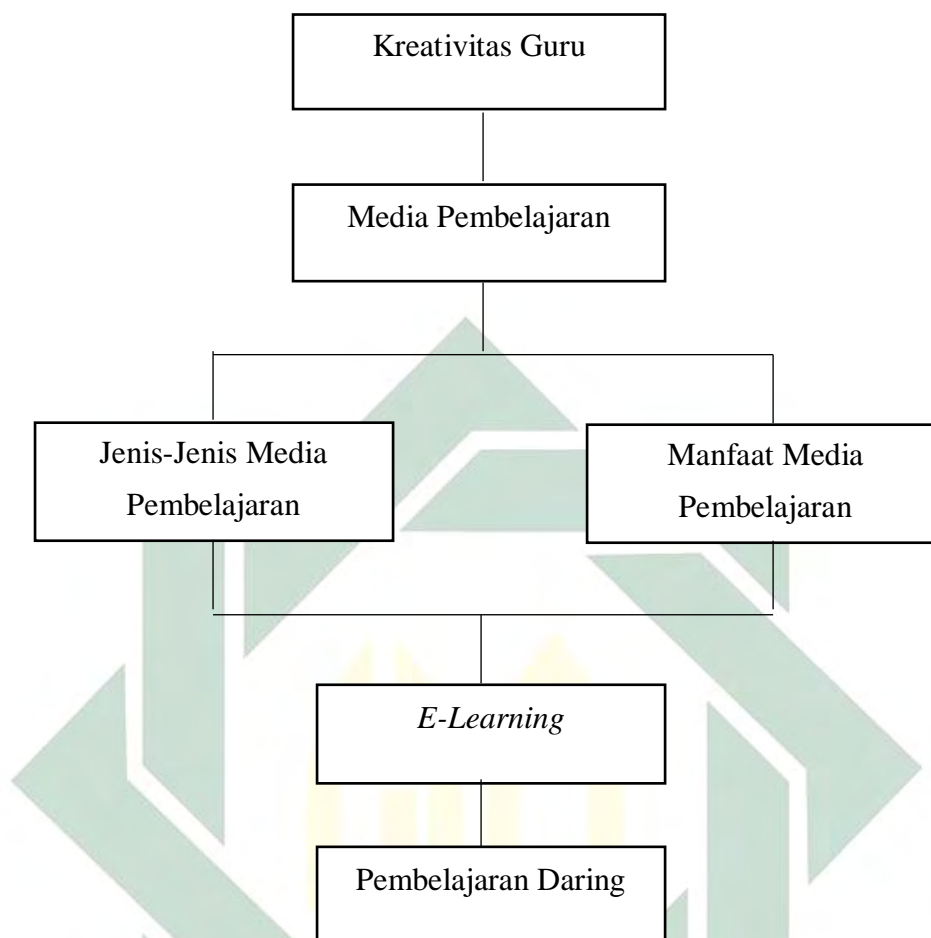 Kreativitas Guru
Media Pembelajaran
Jenis-Jenis Media
Pembelajaran
Manfaat Media
Pembelajaran
E-Learning
Pembelajaran Daring